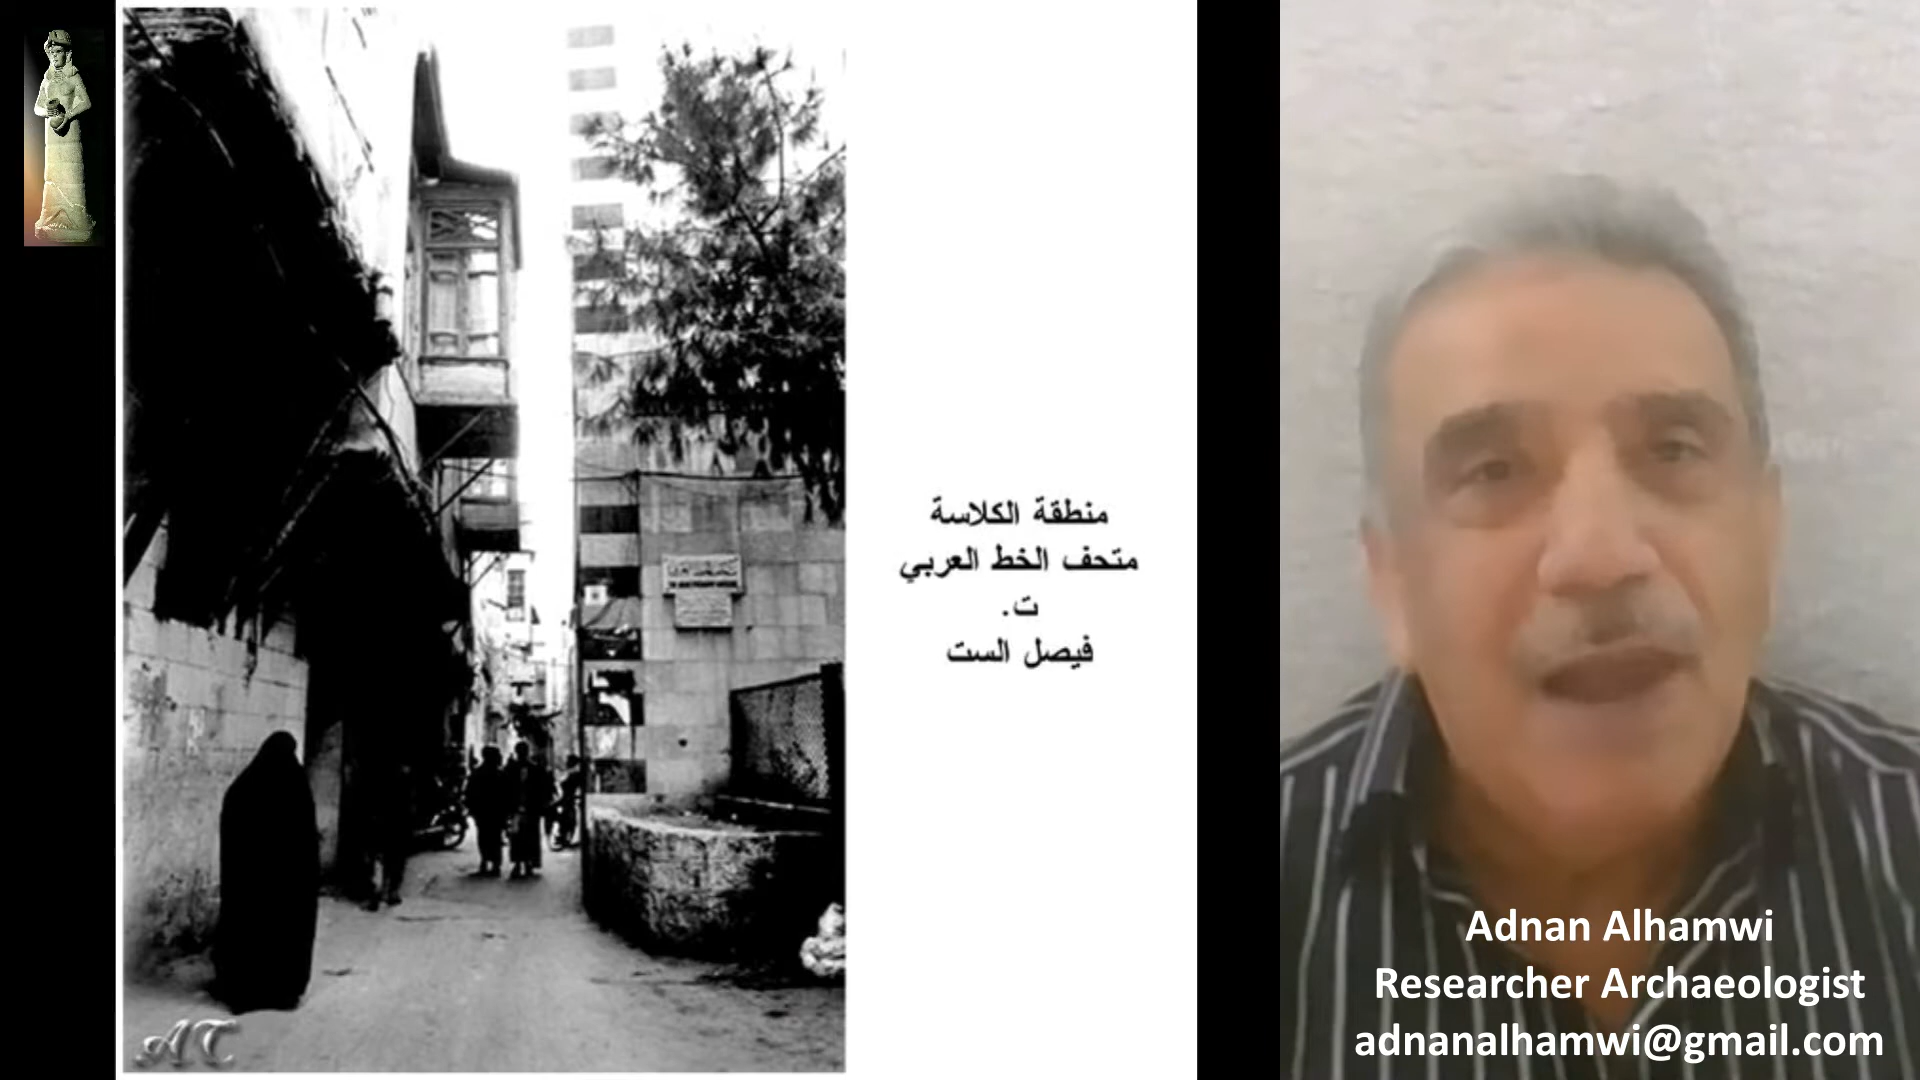 منطقة الكلاسة
متحف الخط العربي
ت.
فيصل الست
AT
Adnan Alhamwi
Researcher Archaeologist
adnanalhamwi@gmail.com